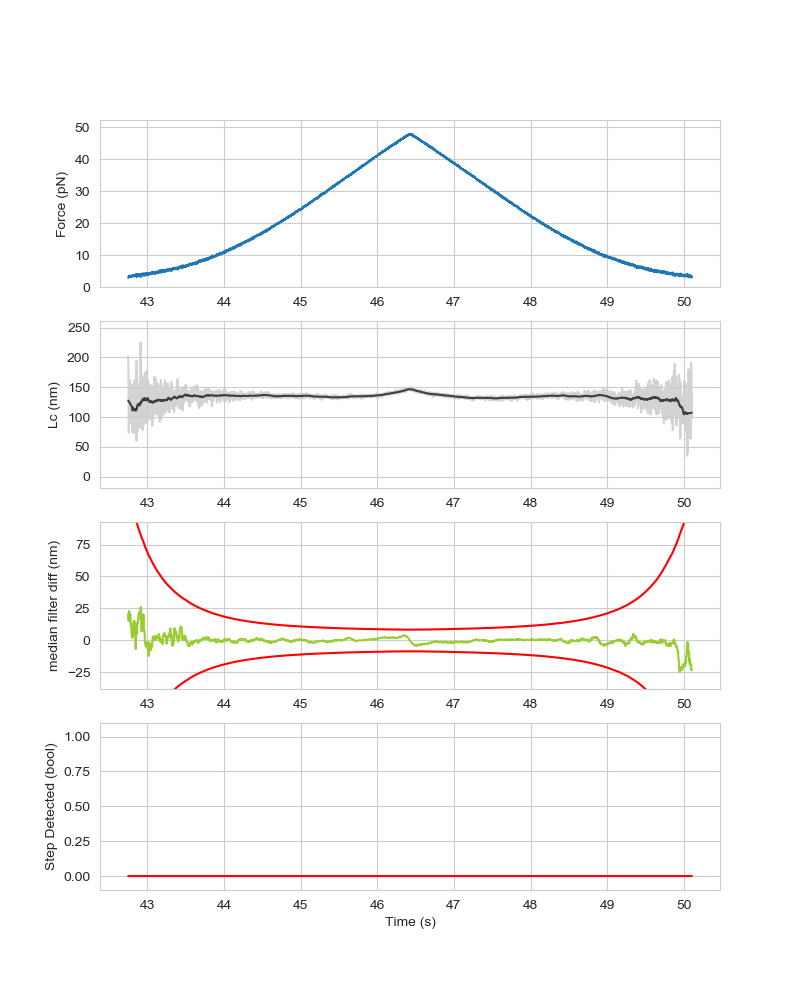 50
40
30
20
10
0
Force (pN)
43 44 45 46 47 48 49 50
250
200
150
100
50
0
Lc (nm)
43 44 45 46 47 48 49 50
75
50
25
0
−25
median filter diff (nm)
43 44 45 46 47 48 49 50
1.00
0.75
0.50
0.25
0.00
Step Detected (bool)
43 44 45 46 47 48 49 50
Time (s)